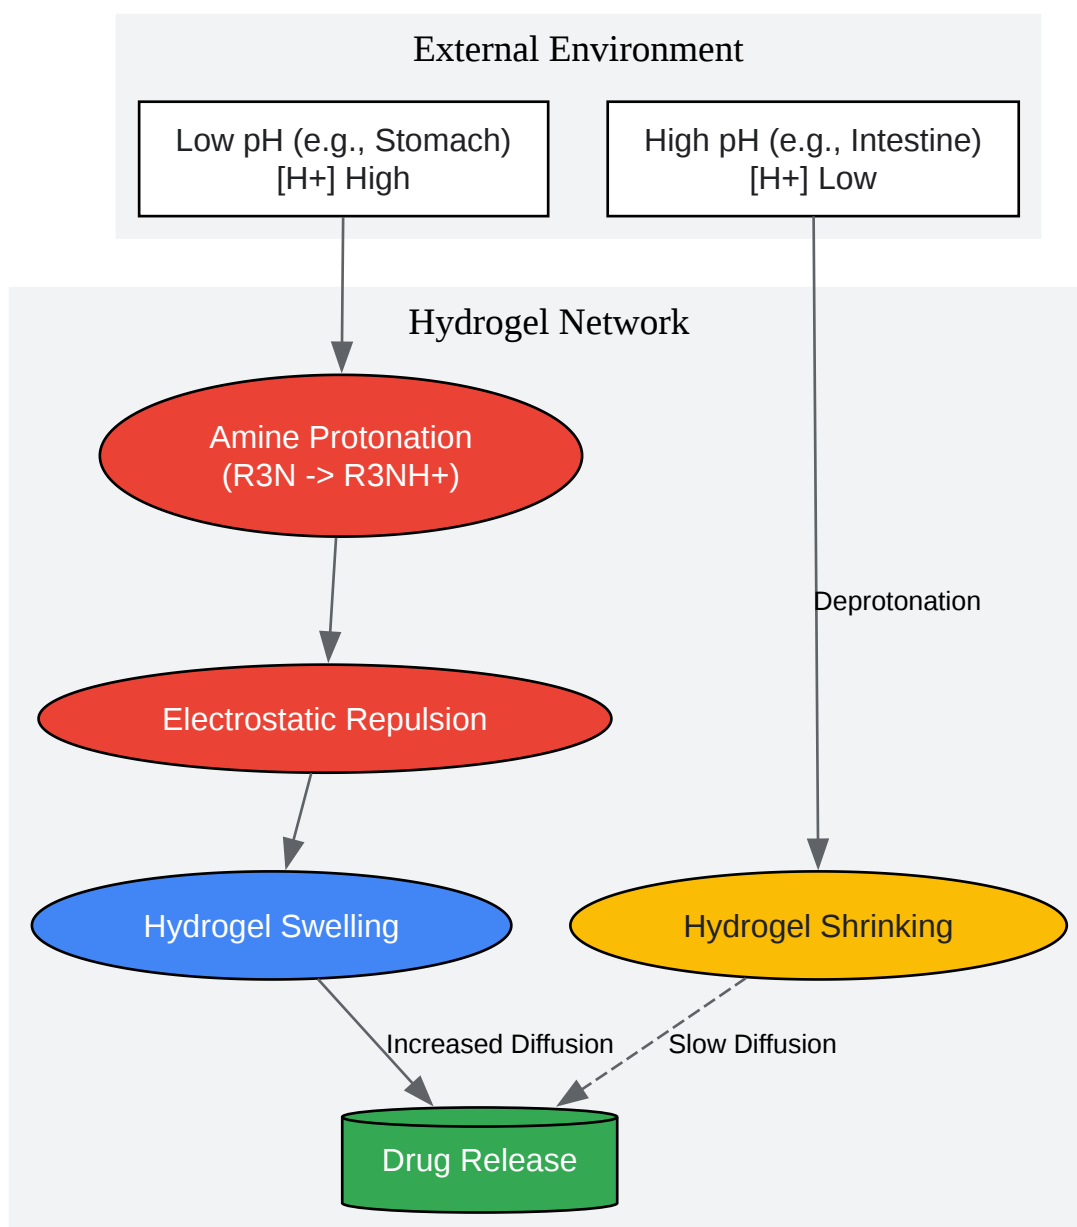 External Environment
Low pH (e.g., Stomach)
[H+] High
High pH (e.g., Intestine)
[H+] Low
Hydrogel Network
Amine Protonation
(R3N -> R3NH+)
Deprotonation
Electrostatic Repulsion
Hydrogel Swelling
Hydrogel Shrinking
Increased Diffusion
Slow Diffusion
Drug Release